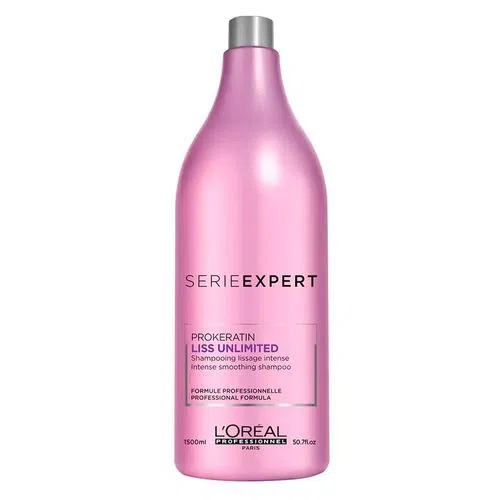 SERIEEXPERT
PROKERATIN
LISS UNLIMITED
Shampooing lissage intense
Intense smoothing shampoo
FORMULE PROFESSIONNELLE
PROFESSIONAL FORMULA
L'ORÉAL
PROFESSIONNEL
PARIS
1500ml 50.7fl.oz